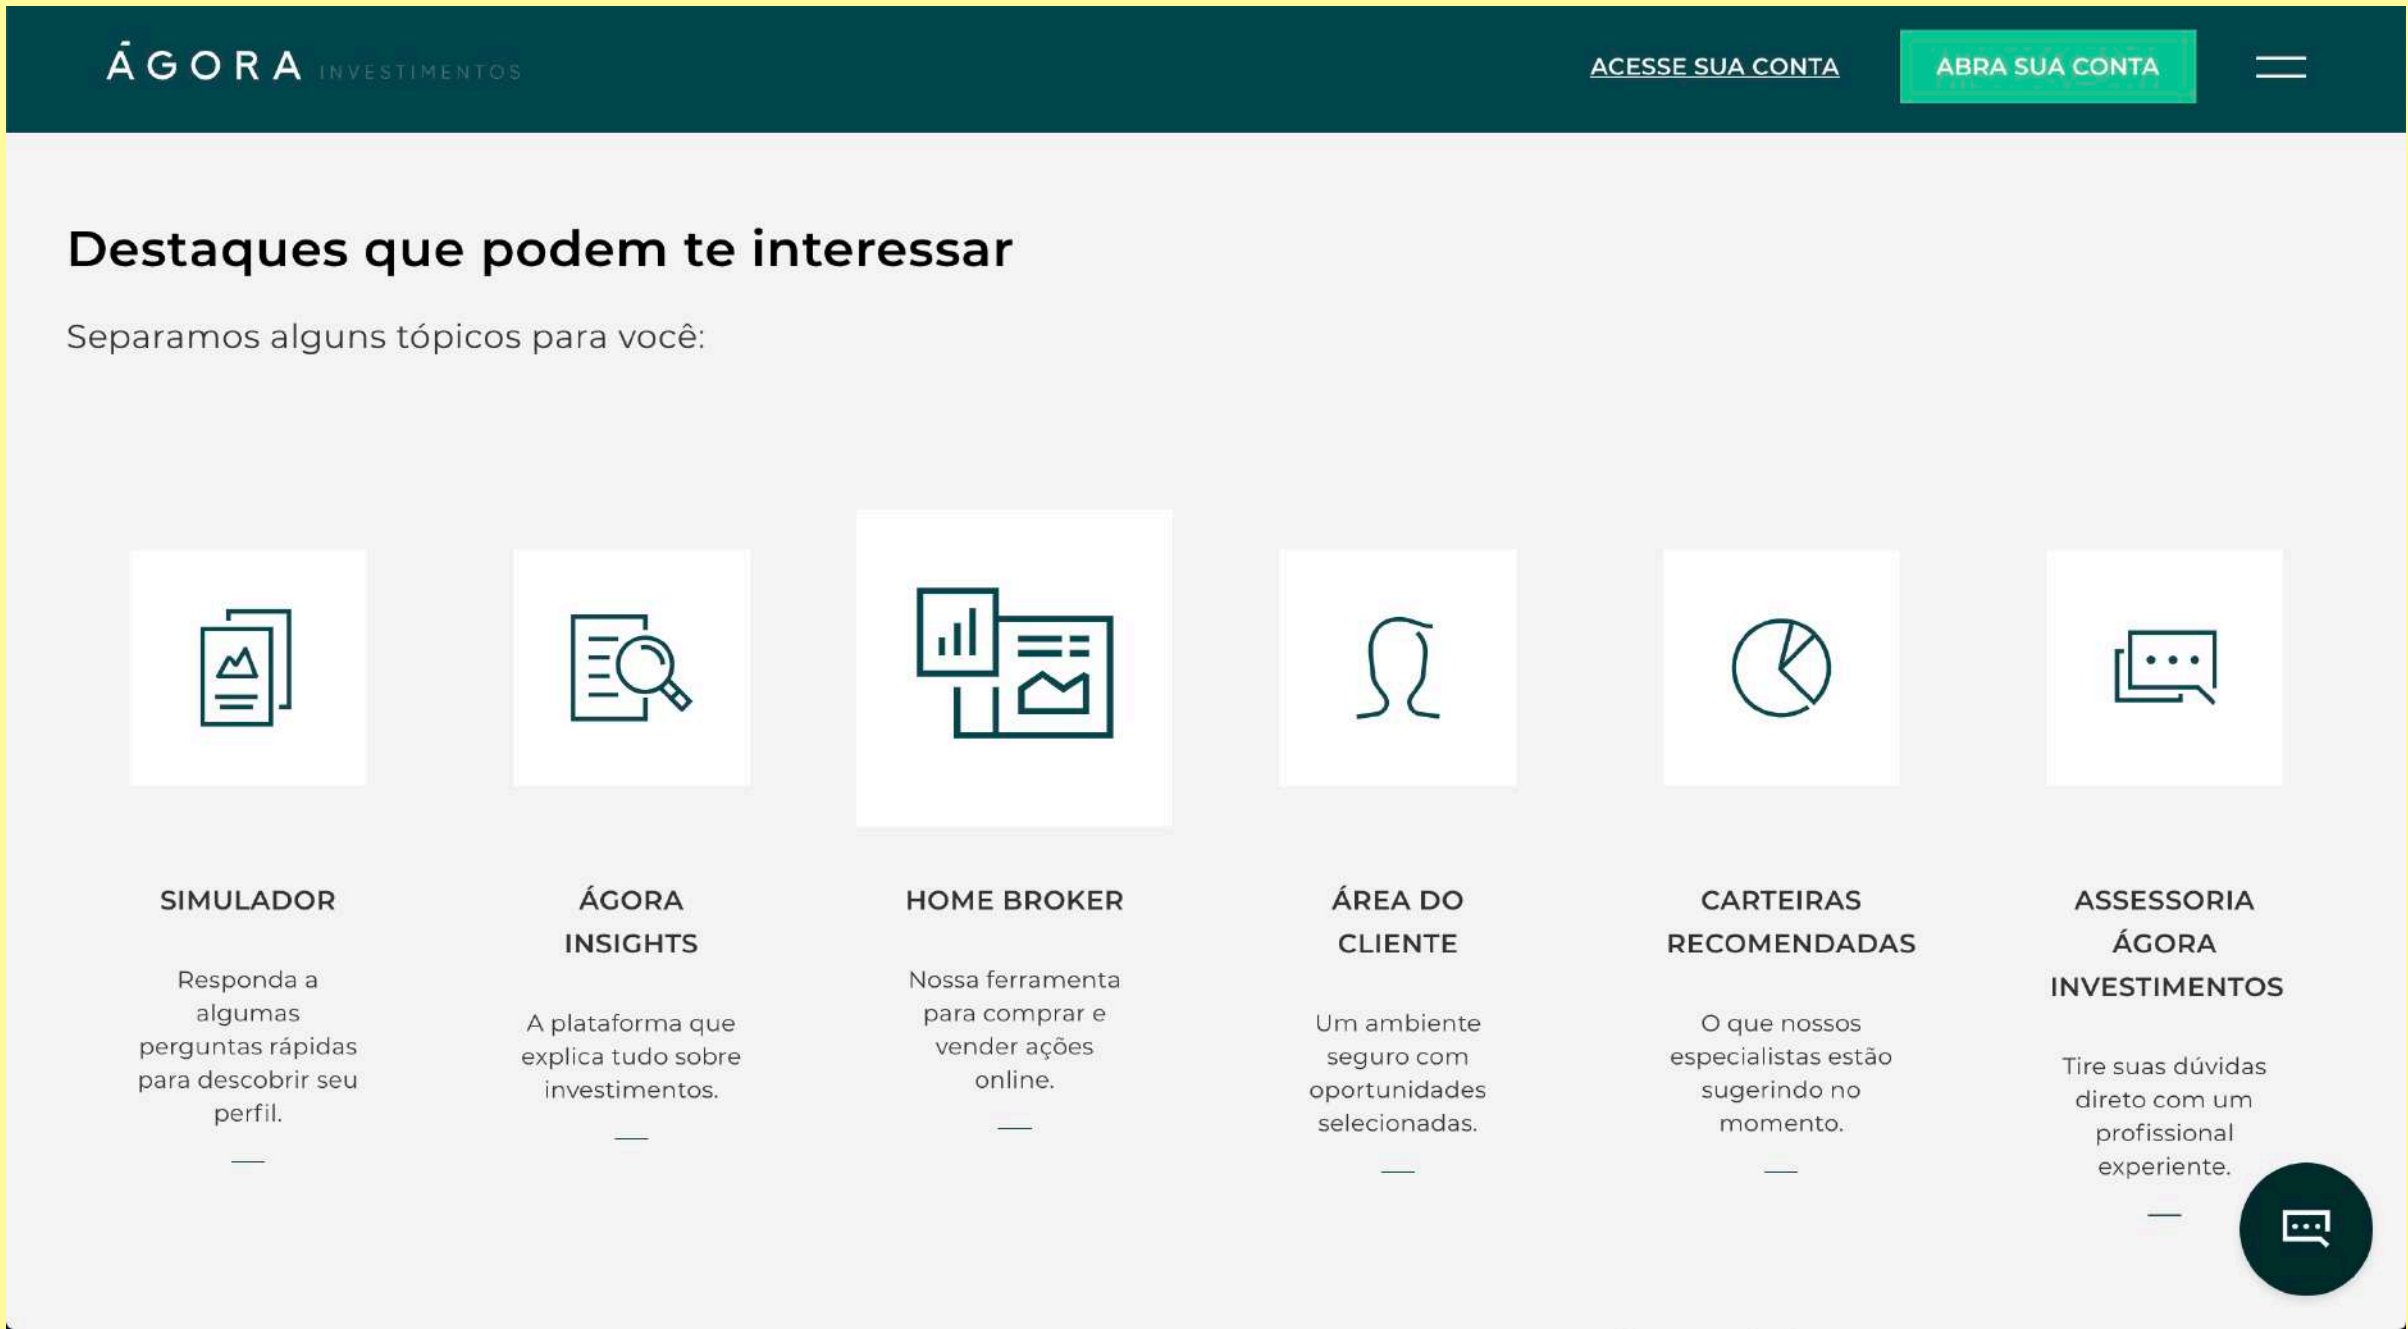 ÁGORA INVESTIMENTOS
ACESSE SUA CONTA
ABRA SUA CONTA
Destaques que podem te interessar
Separamos alguns tópicos para você:
SIMULADOR
Responda a
algumas
perguntas rápidas
para descobrir seu
perfil.
ÁGORA
INSIGHTS
A plataforma que
explica tudo sobre
investimentos.
HOME BROKER
Nossa ferramenta
para comprar e
vender ações
online.
ÁREA DO
CLIENTE
Um ambiente
seguro com
oportunidades
selecionadas.
CARTEIRAS
RECOMENDADAS
O que nossos
especialistas estão
sugerindo no
momento.
ASSESSORIA
ÁGORA
INVESTIMENTOS
Tire suas dúvidas
direto com um
profissional
experiente.